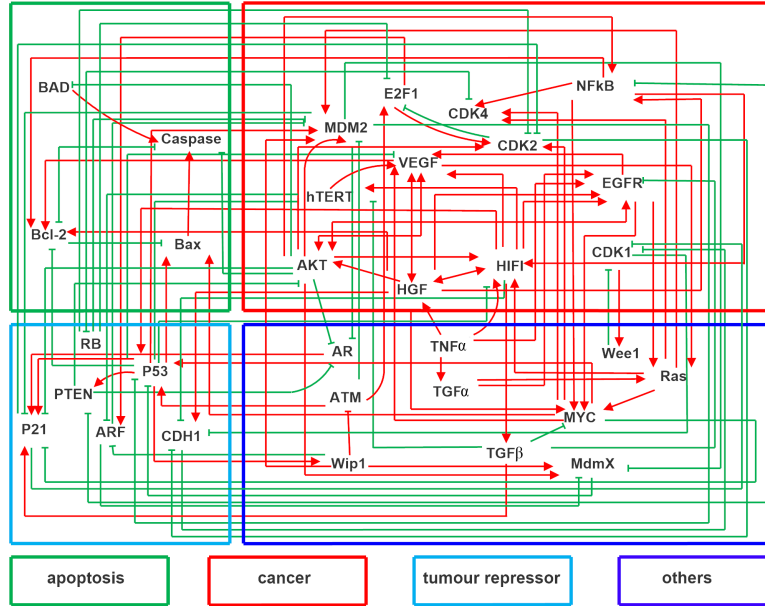 BAD
E2F1
NFkB
CDK4
MDM2
Caspase
CDK2
VEGF
EGFR
hTERT
Bcl-2
Bax
CDK1
AKT
HIFI
HGF
RB
TNFα
AR
Wee1
P53
PTEN
TGFα
Ras
ATM
P21
ARF
CDH1
MYC
TGFβ
Wip1
MdmX
apoptosis
cancer
tumour repressor
others